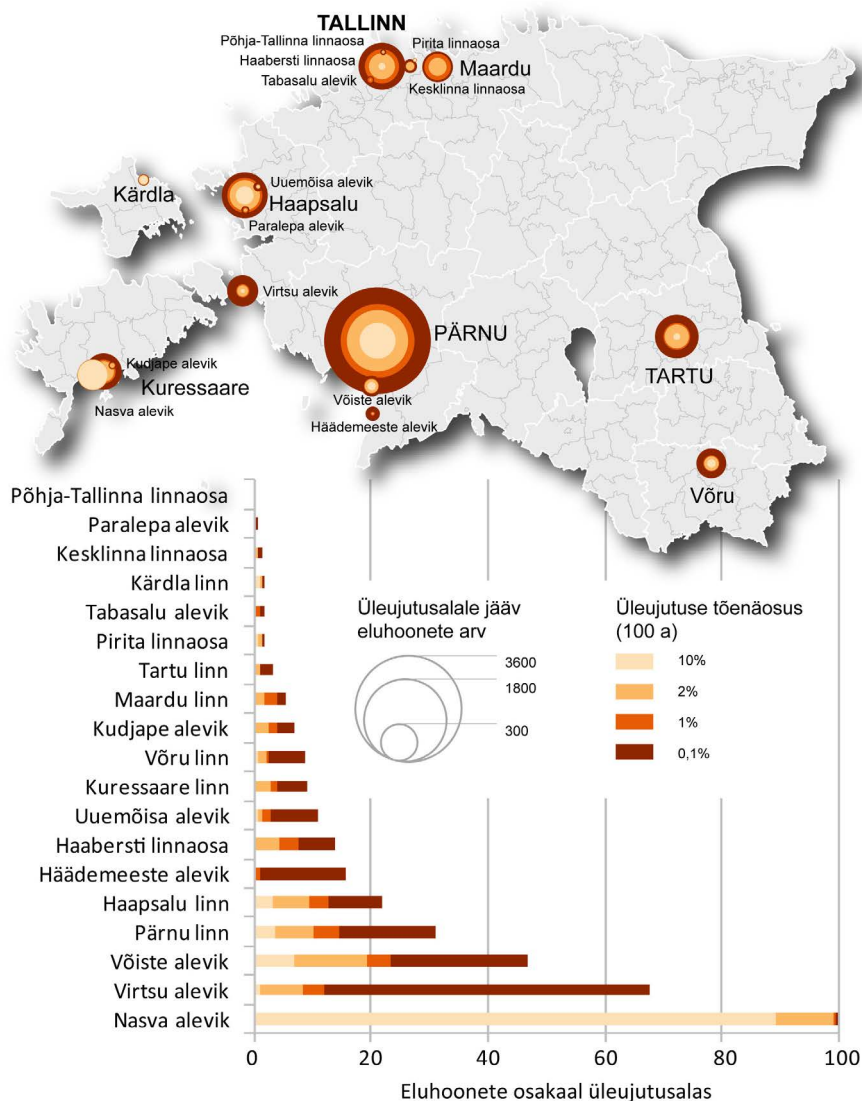 TALLINN
Põhja-Tallinna linnaosa
Pirita linnaosa
Haabersti linnaosa
Maardu
Tabasalu alevik
Kesklinna linnaosa
Kärdla
Uuemõisa alevik
Haapsalu
Paralepa alevik
Virtsu alevik
PÄRNU
TARTU
Kudjape alevik
Kuressaare
Nasva alevik
Võiste alevik
Häädemeeste alevik
Võru
Põhja-Tallinna linnaosa
Paralepa alevik
Kesklinna linnaosa
Kärdla linn
Tabasalu alevik
Pirita linnaosa
Tartu linn
Maardu linn
Kudjape alevik
Võru linn
Kuressaare linn
Uuemõisa alevik
Haabersti linnaosa
Häädemeeste alevik
Haapsalu linn
Pärnu linn
Võiste alevik
Virtsu alevik
Nasva alevik
Üleujutusalale jääv
eluhoonete arv
3600
1800
300
Üleujutuse tõenäosus
(100 a)
10%
2%
1%
0,1%
0 20 40 60 80 100
Eluhoonete osakaal üleujutusalas